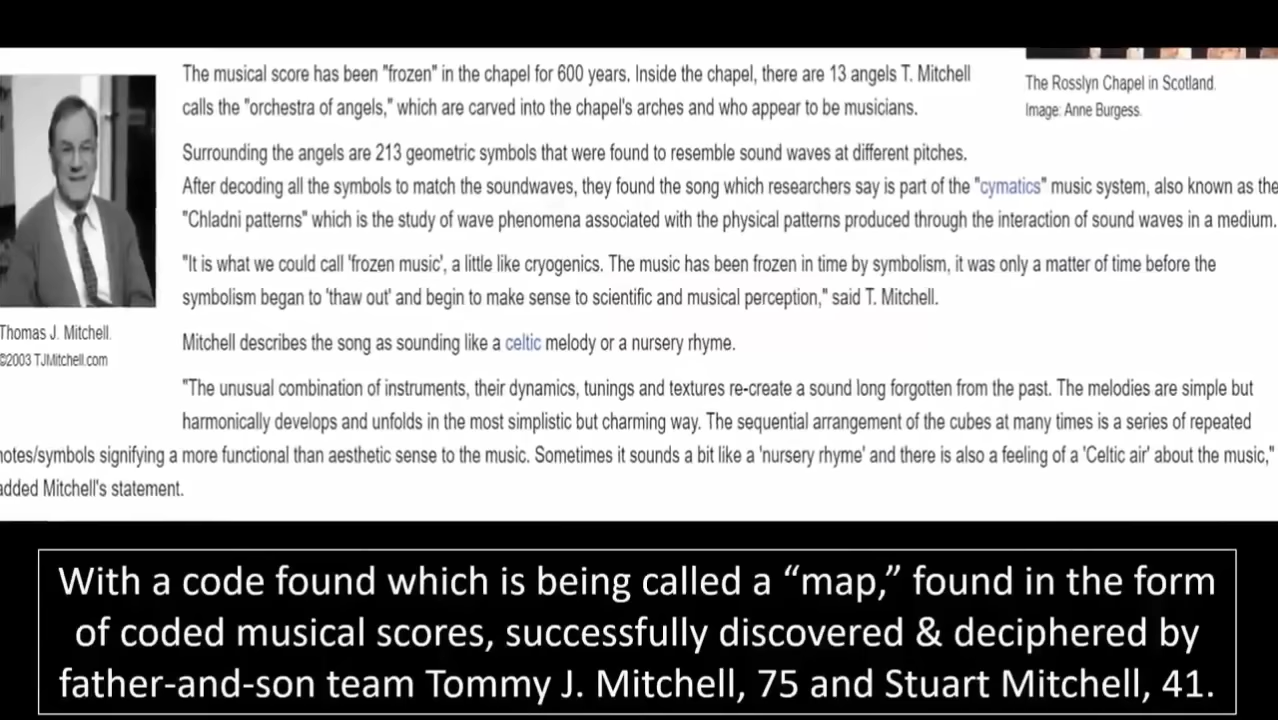 The musical score has been "frozen" in the chapel for 600 years. Inside the chapel, there are 13 angels T. Mitchell
calls the "orchestra of angels," which are carved into the chapel's arches and who appear to be musicians.
The Rosslyn Chapel in Scotland.
Image: Anne Burgess.
Surrounding the angels are 213 geometric symbols that were found to resemble sound waves at different pitches.
After decoding all the symbols to match the soundwaves, they found the song which researchers say is part of the "cymatics" music system, also known as the
"Chladni patterns" which is the study of wave phenomena associated with the physical patterns produced through the interaction of sound waves in a medium.
"It is what we could call 'frozen music', a little like cryogenics. The music has been frozen in time by symbolism, it was only a matter of time before the
symbolism began to 'thaw out' and begin to make sense to scientific and musical perception," said T. Mitchell.
Thomas J. Mitchell.
©2003 TJMitchell.com
Mitchell describes the song as sounding like a celtic melody or a nursery rhyme.
"The unusual combination of instruments, their dynamics, tunings and textures re-create a sound long forgotten from the past. The melodies are simple but
harmonically develops and unfolds in the most simplistic but charming way. The sequential arrangement of the cubes at many times is a series of repeated
notes/symbols signifying a more functional than aesthetic sense to the music. Sometimes it sounds a bit like a 'nursery rhyme' and there is also a feeling of a 'Celtic air' about the music,"
added Mitchell's statement.
With a code found which is being called a “map,” found in the form
of coded musical scores, successfully discovered & deciphered by
father-and-son team Tommy J. Mitchell, 75 and Stuart Mitchell, 41.